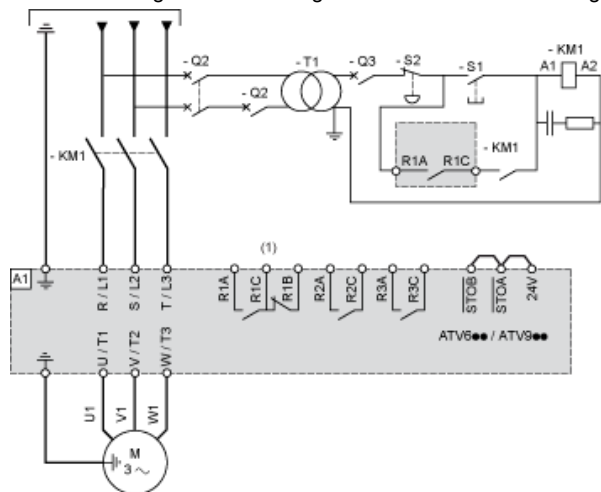 - Q2
- T1
- Q3
- S2
- S1
- KM1
A1
A2
- Q2
- KM1
R1A
R1C
- KM1
(1)
A1
R / L1
S / L2
T / L3
R1A
R1C
R1B
R2A
R2C
R3A
R3C
STOB
STOA
24V
ATV6●● / ATV9●●
U / T1
V / T2
W / T3
U1
V1
W1
M
3 ~